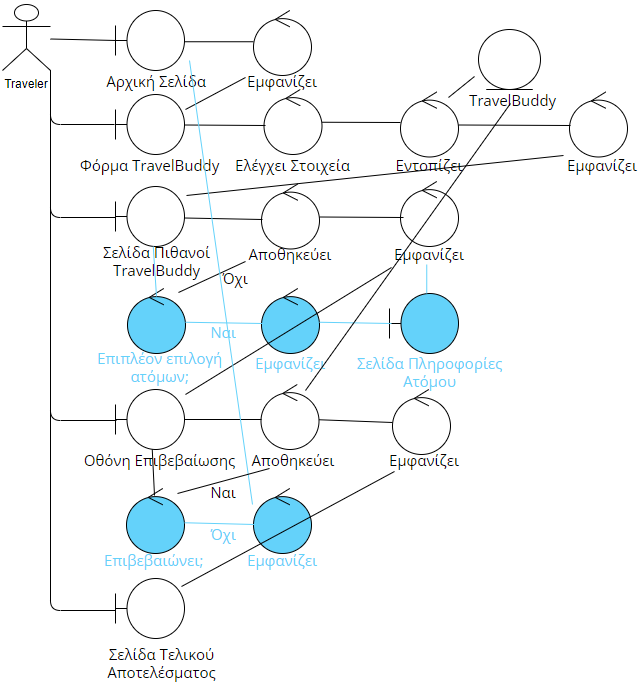 Traveler
Αρχική Σελίδα
Εμφανίζει
TravelBuddy
Φόρμα TravelBuddy
Ελέγχει Στοιχεία
Εντοπίζει
Εμφανίζει
Σελίδα Πιθανοί
TravelBuddy
Αποθηκεύει
Εμφανίζει
Όχι
Ναι
Επιπλέον επιλογή
ατόμων;
Εμφανίζει
Σελίδα Πληροφορίες
Ατόμου
Οθόνη Επιβεβαίωσης
Αποθηκεύει
Εμφανίζει
Ναι
Όχι
Επιβεβαιώνει;
Εμφανίζει
Σελίδα Τελικού
Αποτελέσματος